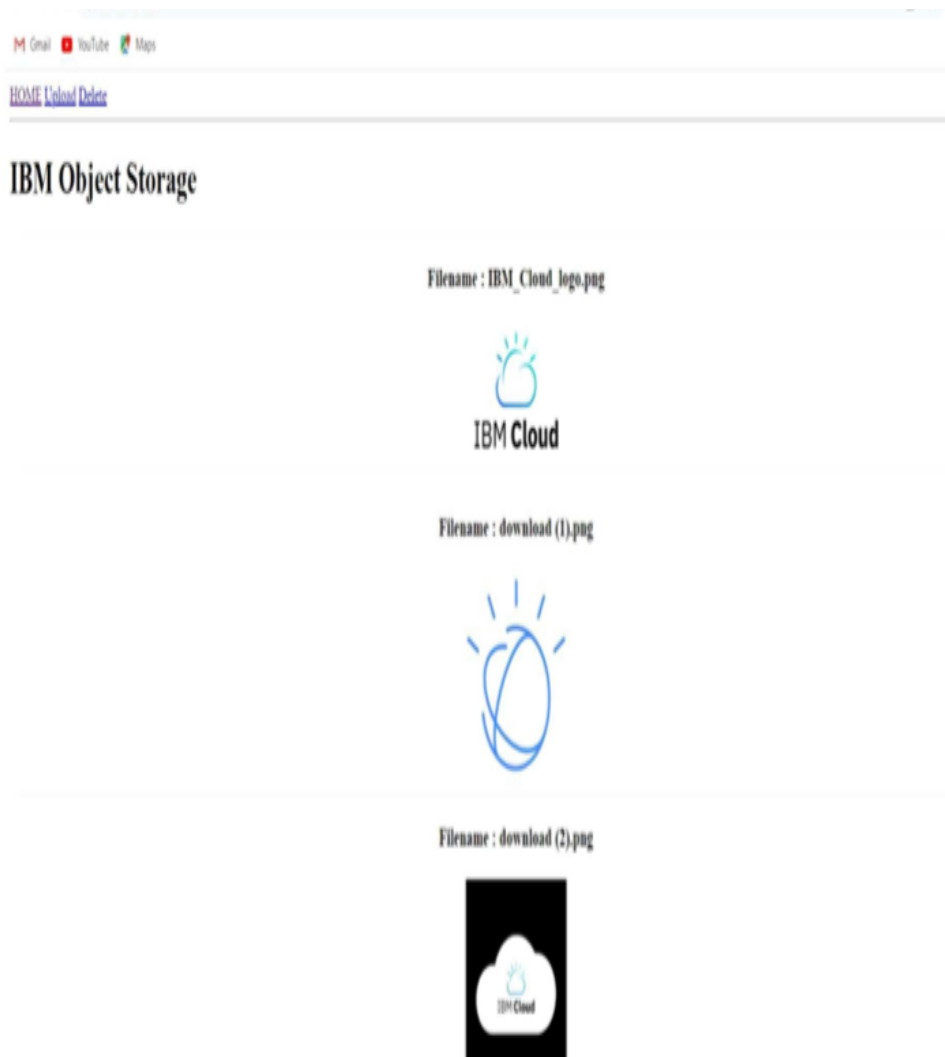 Gmail YouTube Maps
HOME Upload Delete
IBM Object Storage
Filename : IBM_Cloud_logo.png
IBM Cloud
Filename : download (1).png
Filename : download (2).png
IBM Cloud